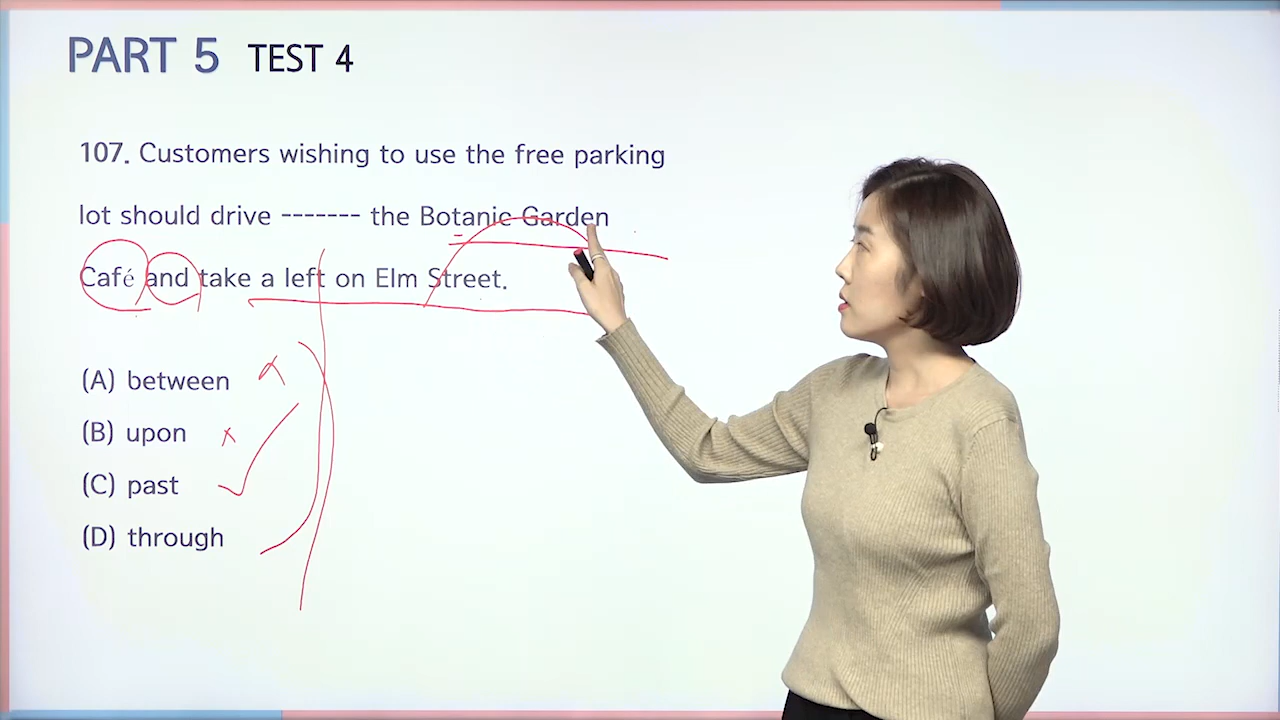 PART 5 TEST 4
107. Customers wishing to use the free parking
lot should drive ------- the Botanic Garden
Café and take a left on Elm Street.
(A) between
(B) upon
(C) past
(D) through